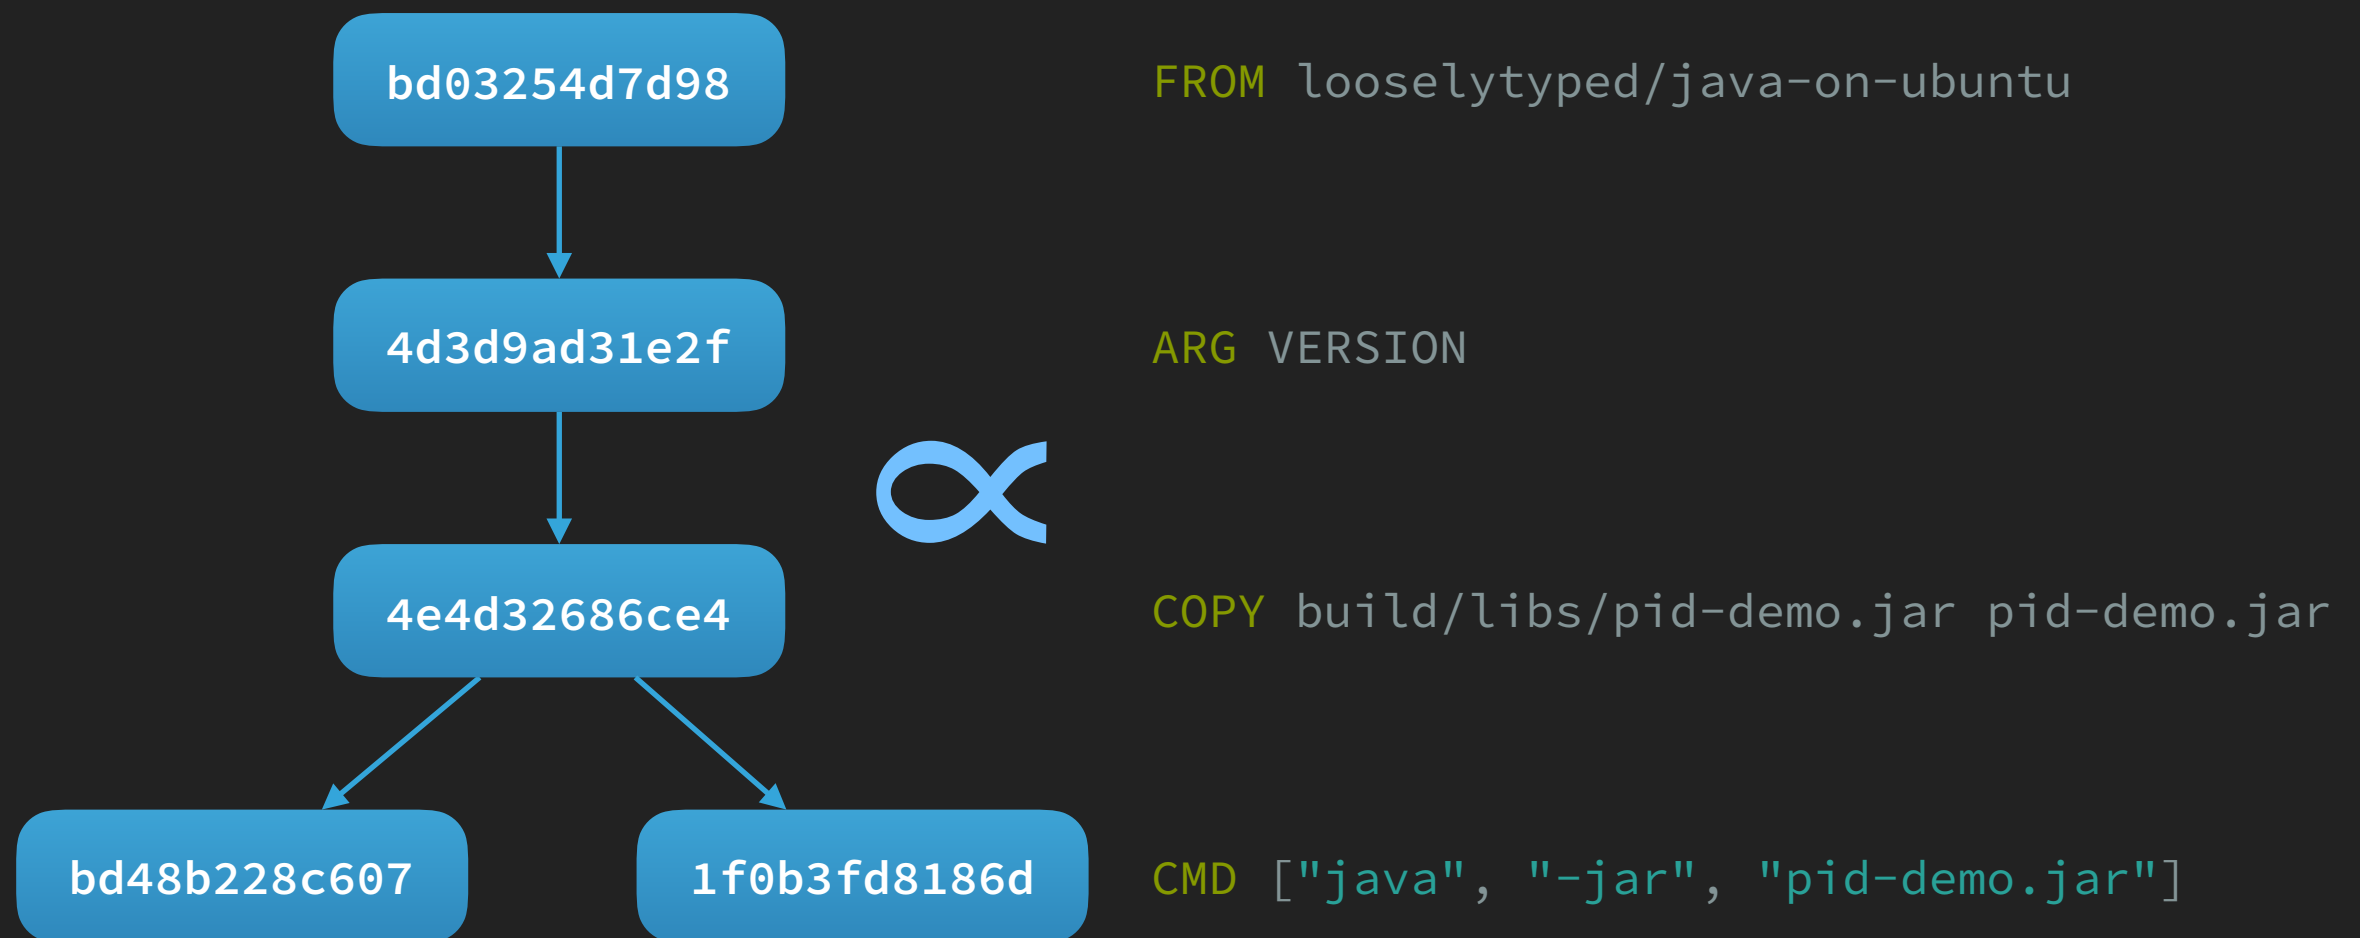 bd03254d7d98 FROM looselytyped/java-on-ubuntu
4d3d9ad31e2f ARG VERSION
∝
4e4d32686ce4 COPY build/libs/pid-demo.jar pid-demo.jar
bd48b228c607 1f0b3fd8186d CMD ["java", "-jar", "pid-demo.jar"]